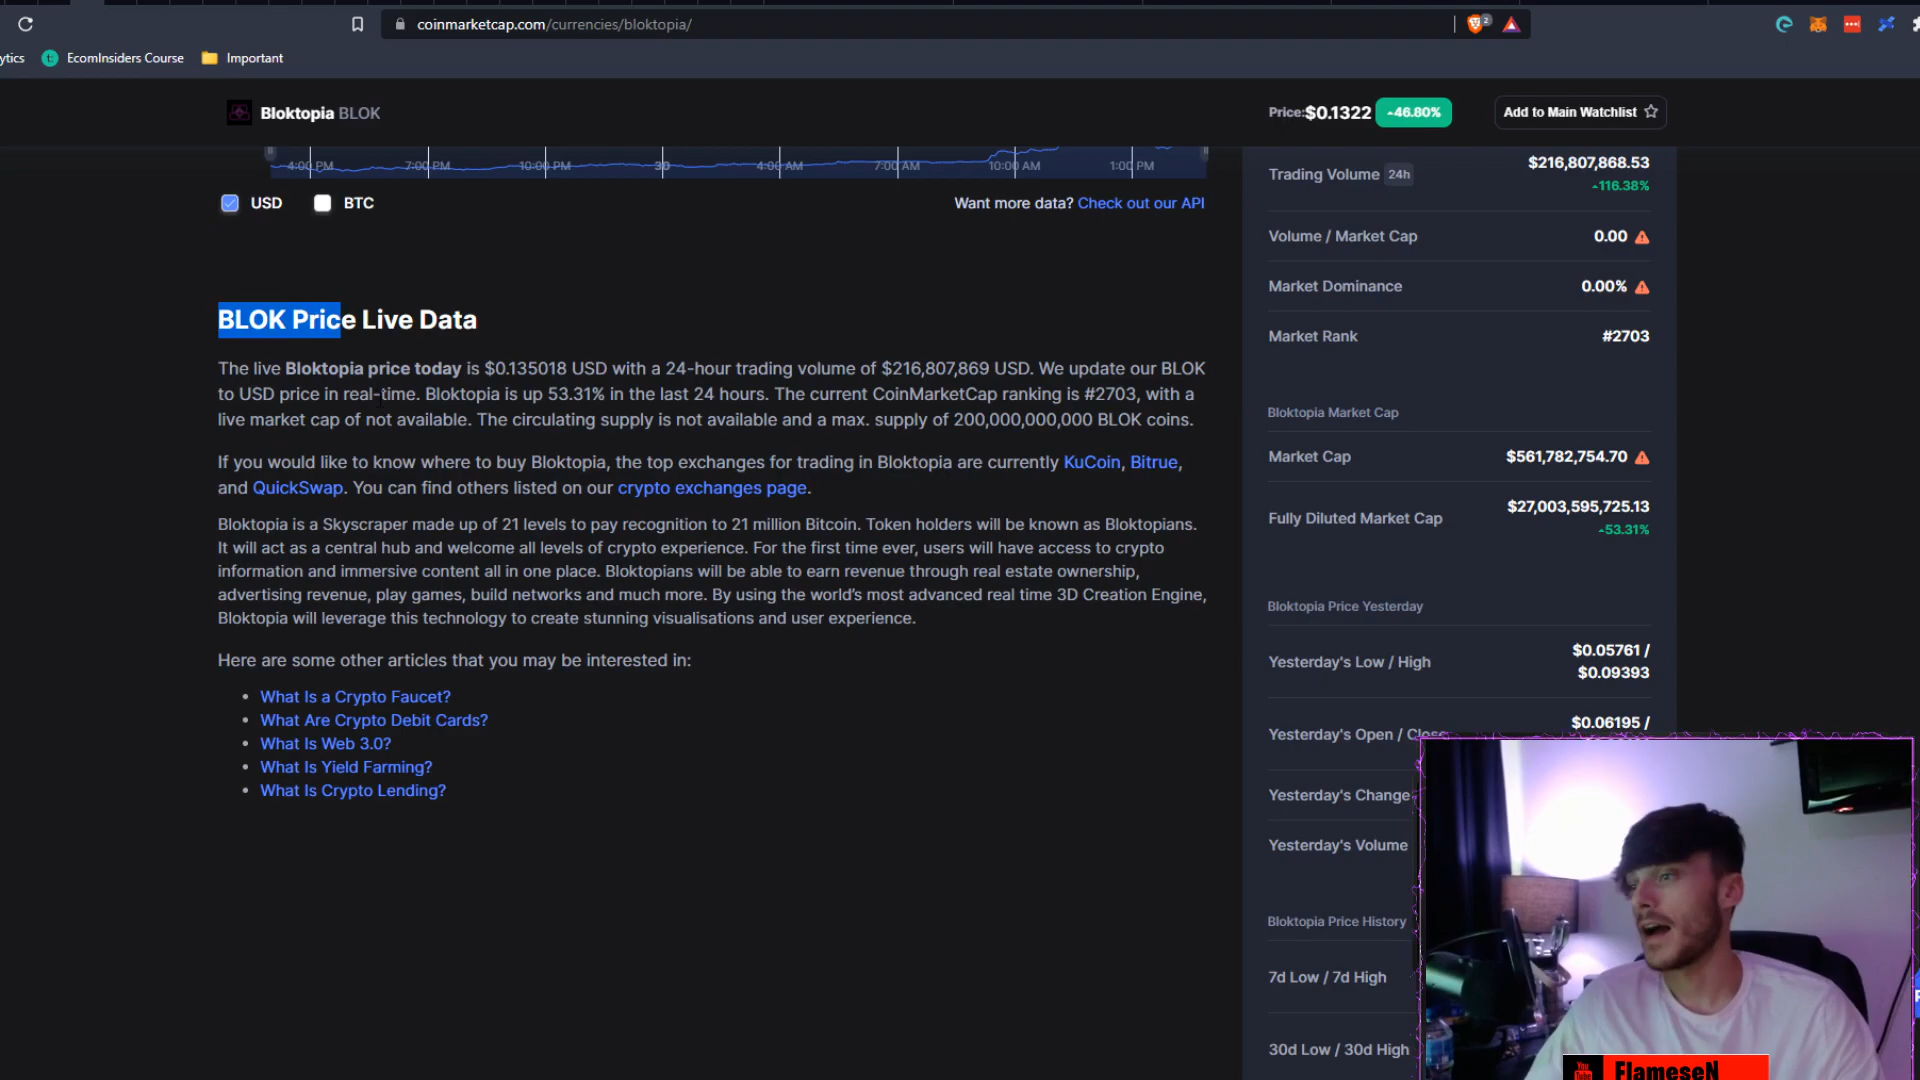 coinmarketcap.com/currencies/bloktopia/
2
ytics
t
EcomInsiders Course
Important
Bloktopia BLOK
Price:$0.1322
46.80%
Add to Main Watchlist
4:00 PM 7:00 PM 10:00 PM 30 4:00 AM 7:00 AM 10:00 AM 1:00 PM
USD
BTC
Want more data? Check out our API
BLOK Price Live Data
The live Bloktopia price today is $0.135018 USD with a 24-hour trading volume of $216,807,869 USD. We update our BLOK
to USD price in real-time. Bloktopia is up 53.31% in the last 24 hours. The current CoinMarketCap ranking is #2703, with a
live market cap of not available. The circulating supply is not available and a max. supply of 200,000,000,000 BLOK coins.
If you would like to know where to buy Bloktopia, the top exchanges for trading in Bloktopia are currently KuCoin, Bitrue,
and QuickSwap. You can find others listed on our crypto exchanges page.
Bloktopia is a Skyscraper made up of 21 levels to pay recognition to 21 million Bitcoin. Token holders will be known as Bloktopians.
It will act as a central hub and welcome all levels of crypto experience. For the first time ever, users will have access to crypto
information and immersive content all in one place. Bloktopians will be able to earn revenue through real estate ownership,
advertising revenue, play games, build networks and much more. By using the world's most advanced real time 3D Creation Engine,
Bloktopia will leverage this technology to create stunning visualisations and user experience.
Here are some other articles that you may be interested in:
• What Is a Crypto Faucet?
• What Are Crypto Debit Cards?
• What Is Web 3.0?
• What Is Yield Farming?
• What Is Crypto Lending?
Trading Volume 24h
$216,807,868.53
116.38%
Volume / Market Cap
0.00
Market Dominance
0.00%
Market Rank
#2703
Bloktopia Market Cap
Market Cap
$561,782,754.70
Fully Diluted Market Cap
$27,003,595,725.13
53.31%
Bloktopia Price Yesterday
Yesterday's Low / High
$0.05761 /
$0.09393
Yesterday's Open / Close
$0.06195 /
Yesterday's Change
Yesterday's Volume
Bloktopia Price History
7d Low / 7d High
30d Low / 30d High
You
FlameseN